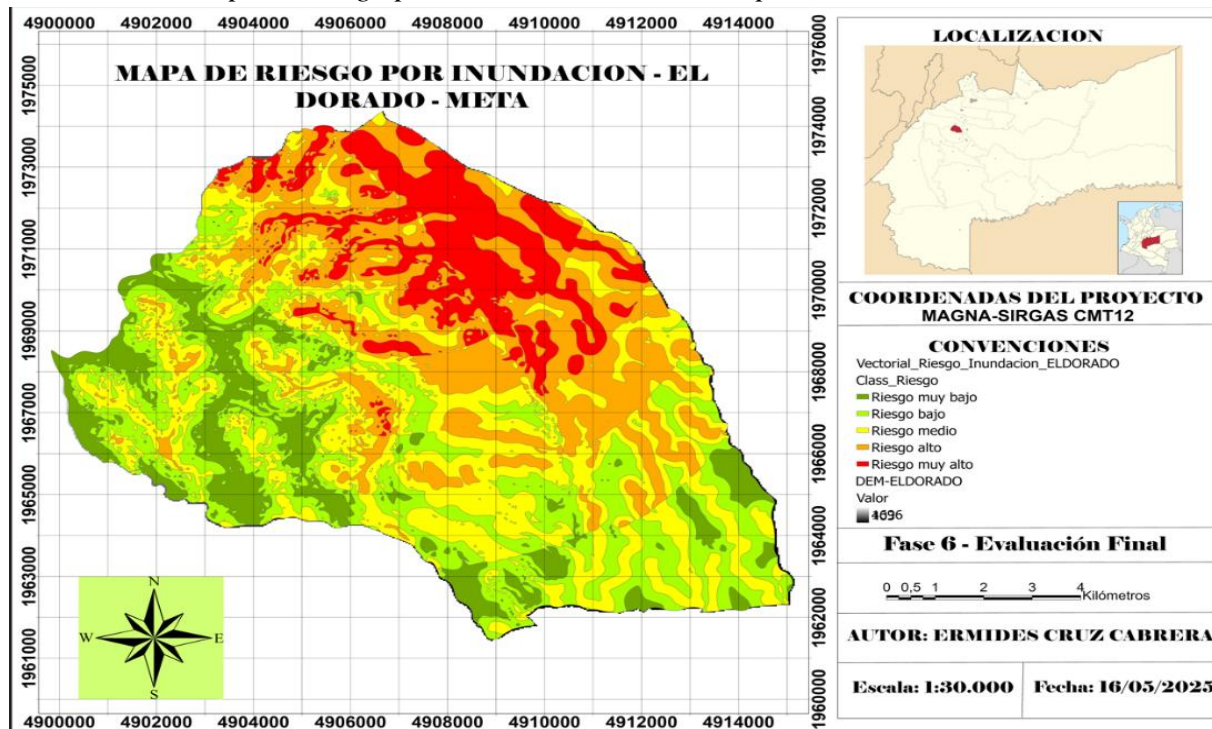 4900000 4902000 4904000 4906000 4908000 4910000 4912000 4914000
MAPA DE RIESGO POR INUNDACION - EL
DORADO - META
1975000
1973000
1971000
1969000
1967000
1965000
1963000
1961000
1976000
1974000
1972000
1970000
1968000
1966000
1964000
1962000
1960000
N
W E
S
4900000 4902000 4904000 4906000 4908000 4910000 4912000 4914000
LOCALIZACION
COORDENADAS DEL PROYECTO
MAGNA-SIRGAS CMT12
CONVENCIONES
Vectorial_Riesgo_Inundacion_ELDORADO
Class_Riesgo
Riesgo muy bajo
Riesgo bajo
Riesgo medio
Riesgo alto
Riesgo muy alto
DEM-ELDORADO
Valor
Fase 6 - Evaluación Final
0 0,5 1 2 3 4
Kilómetros
AUTOR: ERMIDES CRUZ CABRERA
Escala: 1:30.000 Fecha: 16/05/2025